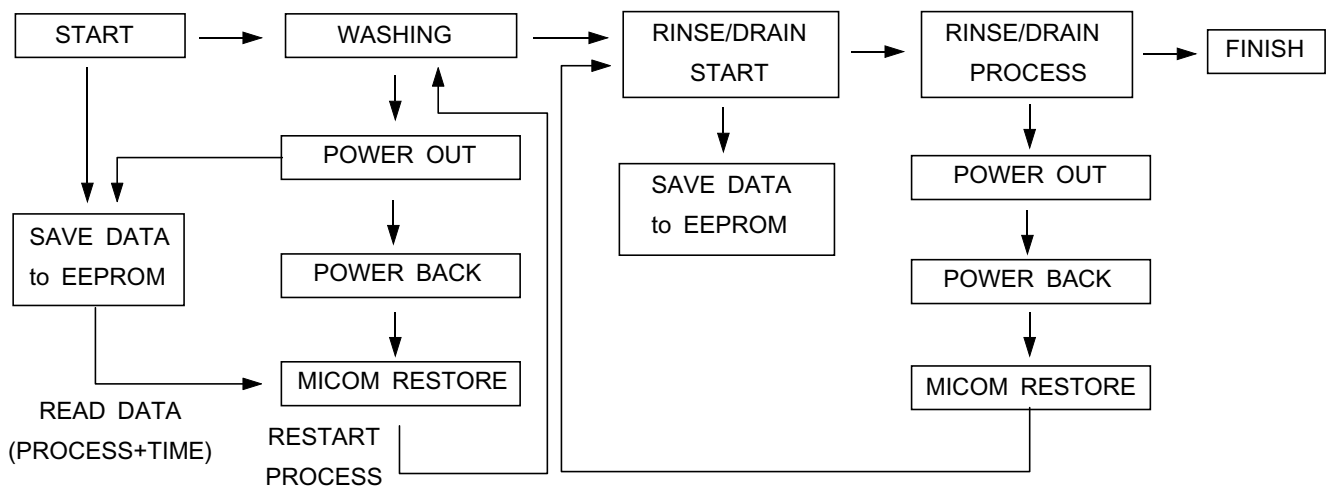 START
WASHING
RINSE/DRAIN
START
RINSE/DRAIN
PROCESS
FINISH
POWER OUT
SAVE DATA
to EEPROM
POWER OUT
SAVE DATA
to EEPROM
POWER BACK
POWER BACK
MICOM RESTORE
MICOM RESTORE
READ DATA
(PROCESS+TIME)
RESTART
PROCESS